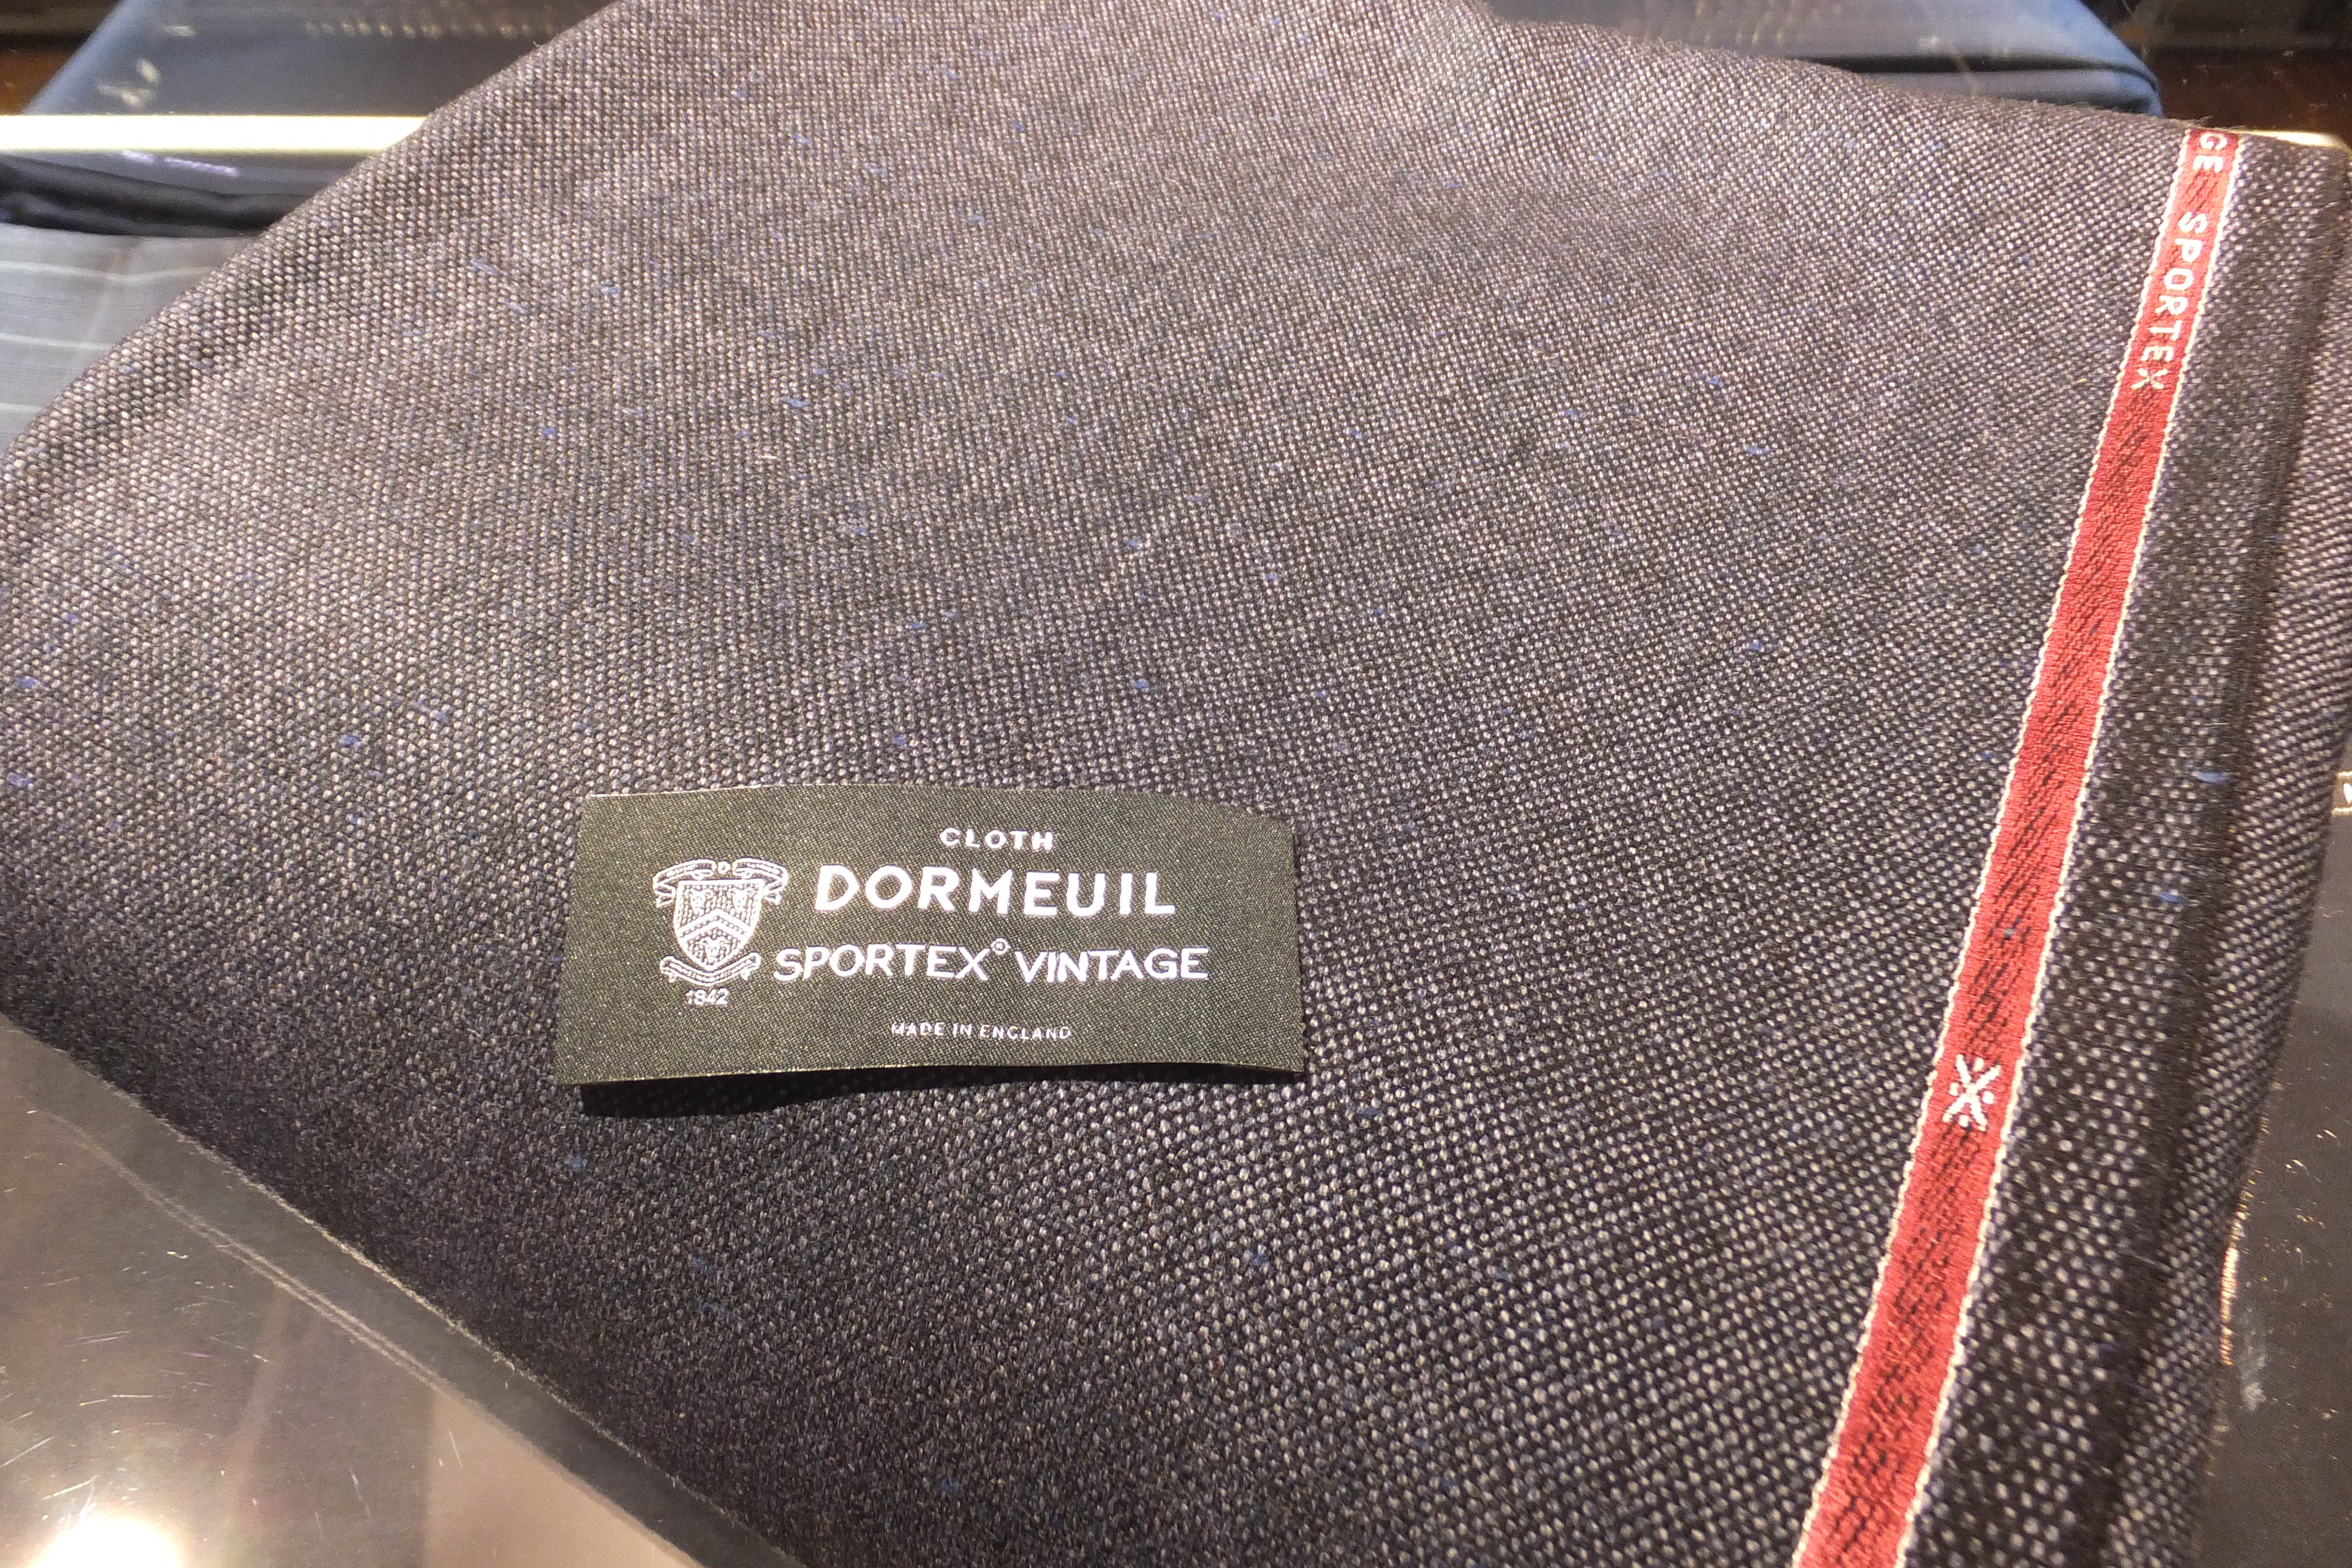 CLOTH
D
DORMEUIL
SPORTEX® VINTAGE
1842
MADE IN ENGLAND
GE SPORTEX